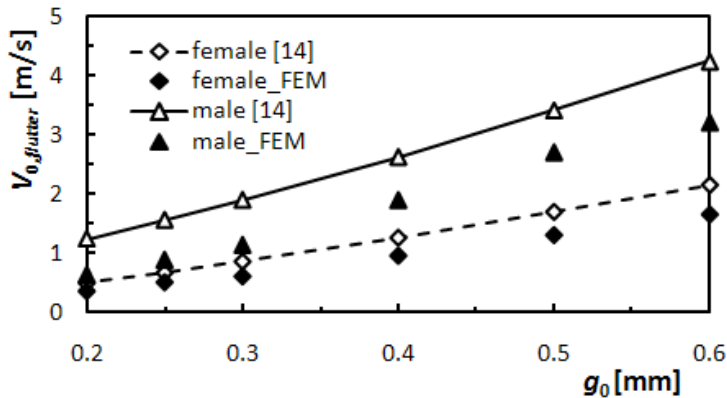 V0,flutter [m/s]
5
4
3
2
1
0
female [14]
female_FEM
male [14]
male_FEM
0.2 0.3 0.4 0.5 0.6
g0 [mm]